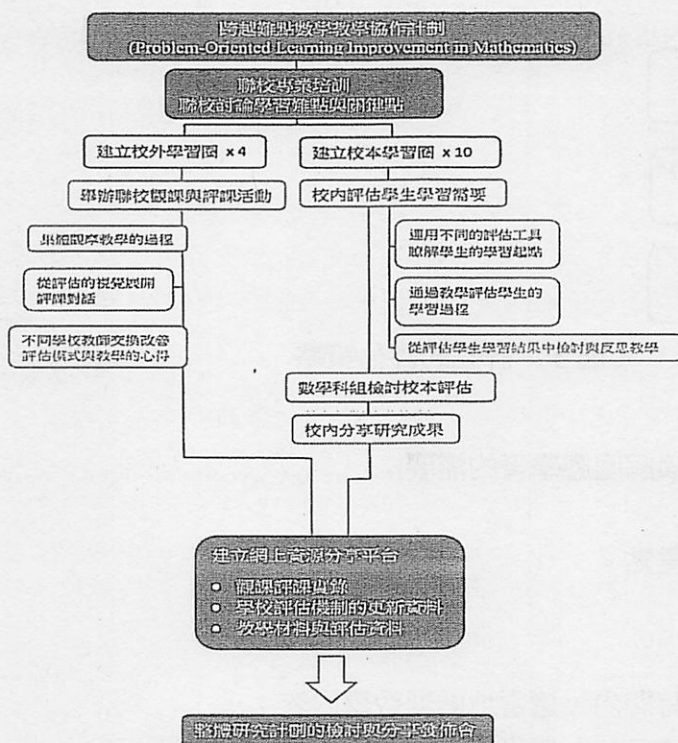 跨越難點數學教學協作計劃
(Problem-Oriented Learning Improvement in Mathematics)
聯校專業培訓
聯校討論學習難點與關鍵點
建立校外學習圈 x 4
建立校本學習圈 x 10
舉辦聯校觀課與評課活動
校內評估學生學習需要
集體觀摩教學的過程
運用不同的評估工具
瞭解學生的學習起點
從評估的視覺展開
評課對話
通過教學評估學生的
學習過程
不同學校教師交換改善
評估模式與教學的心得
從評估學生學習結果中檢討與反思教學
數學科組檢討校本評估
校內分享研究成果
建立網上資源分享平台
• 觀課評課實錄
• 學校評估機制的更新資料
• 教學材料與評估資料
整體研究計劃的檢討與分享發佈會